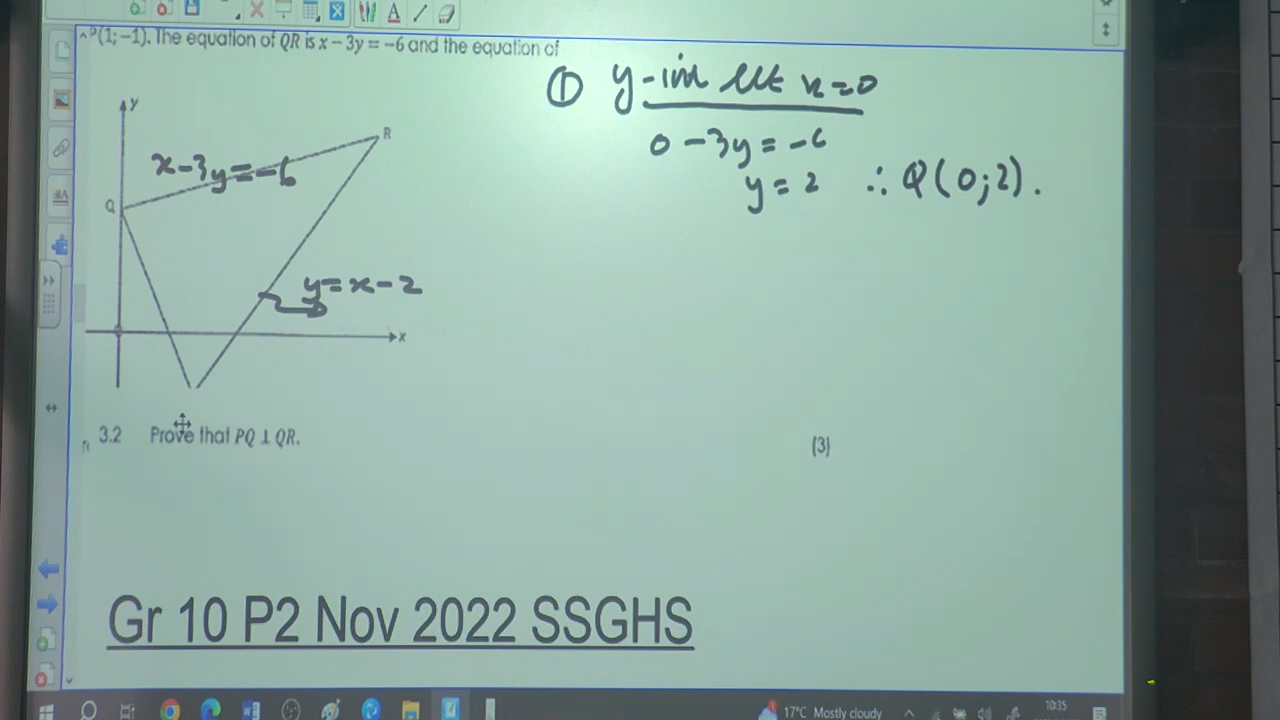 P(1; −1). The equation of QR is x − 3y = −6 and the equation of
① y-int let x=0
0 − 3y = −6
y = 2 ∴ Q(0;2).
y
R
x−3y=−6
Q
y=x−2
x
3.2 Prove that PQ ⊥ QR. (3)
Gr 10 P2 Nov 2022 SSGHS
17°C Mostly cloudy
10:35